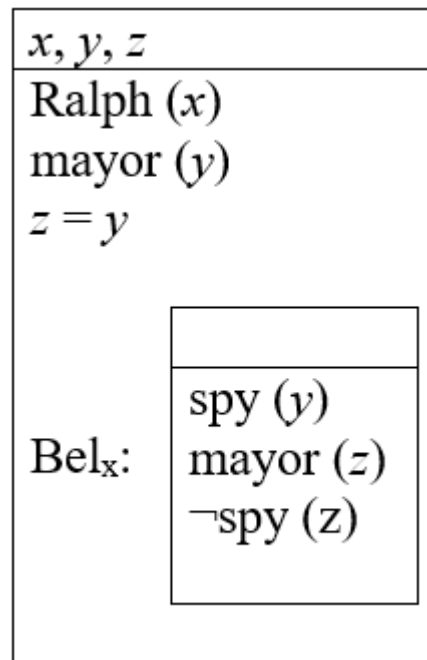 x, y, z
Ralph (x)
mayor (y)
z = y
spy (y)
Belₓ: mayor (z)
¬spy (z)